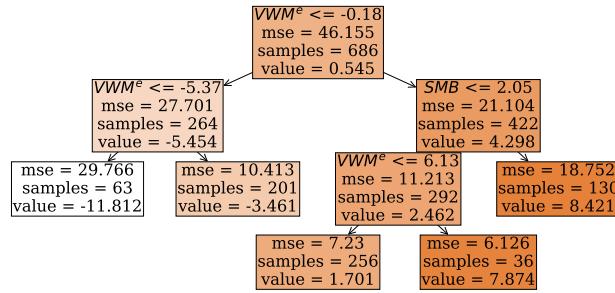 VWMᵉ <= -0.18
mse = 46.155
samples = 686
value = 0.545
VWMᵉ <= -5.37
mse = 27.701
samples = 264
value = -5.454
SMB <= 2.05
mse = 21.104
samples = 422
value = 4.298
mse = 29.766
samples = 63
value = -11.812
mse = 10.413
samples = 201
value = -3.461
VWMᵉ <= 6.13
mse = 11.213
samples = 292
value = 2.462
mse = 18.752
samples = 130
value = 8.421
mse = 7.23
samples = 256
value = 1.701
mse = 6.126
samples = 36
value = 7.874